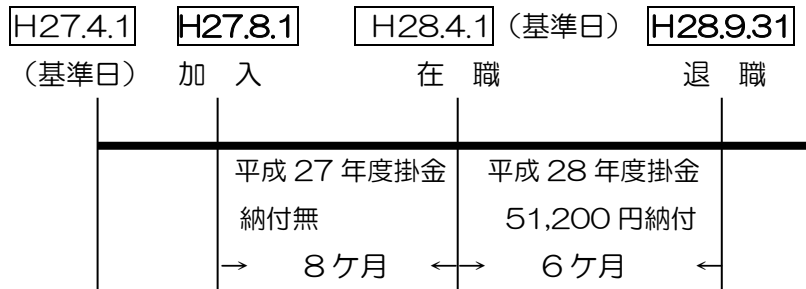 H27.4.1 H27.8.1 H28.4.1（基準日） H28.9.31
（基準日） 加 入 在 職 退 職
平成 27 年度掛金 平成 28 年度掛金
納付無 51,200 円納付
→ 8ケ月 ←→ 6ケ月 ←